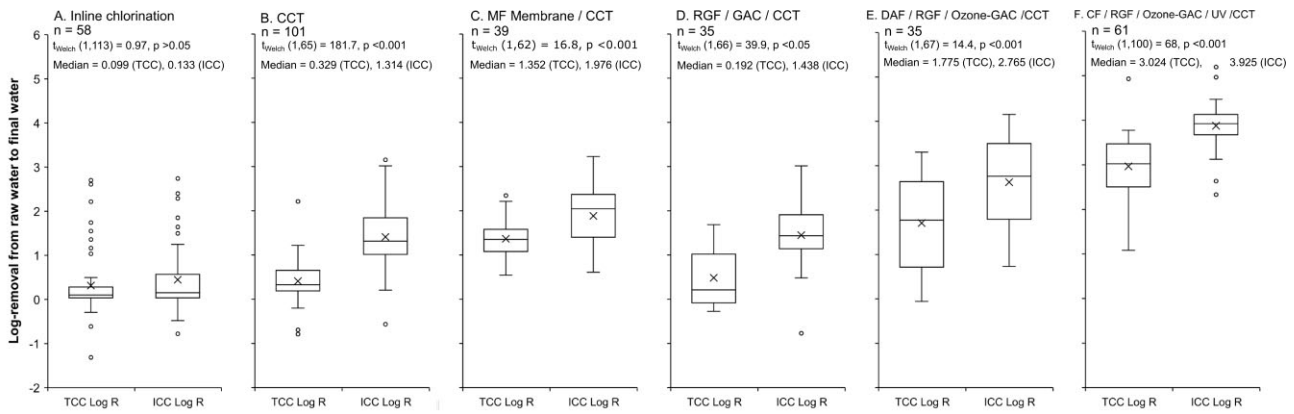 A. Inline chlorination
n = 58
tWelch (1,113) = 0.97, p >0.05
Median = 0.099 (TCC), 0.133 (ICC)
B. CCT
n = 101
tWelch (1,65) = 181.7, p <0.001
Median = 0.329 (TCC), 1.314 (ICC)
C. MF Membrane / CCT
n = 39
tWelch (1,62) = 16.8, p <0.001
Median = 1.352 (TCC), 1.976 (ICC)
D. RGF / GAC / CCT
n = 35
tWelch (1,66) = 39.9, p <0.05
Median = 0.192 (TCC), 1.438 (ICC)
E. DAF / RGF / Ozone-GAC /CCT
n = 35
tWelch (1,67) = 14.4, p <0.001
Median = 1.775 (TCC), 2.765 (ICC)
F. CF / RGF / Ozone-GAC / UV /CCT
n = 61
tWelch (1,100) = 68, p <0.001
Median = 3.024 (TCC), 3.925 (ICC)
Log-removal from raw water to final water
6
5
4
3
2
1
0
-1
-2
TCC Log R ICC Log R
TCC Log R ICC Log R
TCC Log R ICC Log R
TCC Log R ICC Log R
TCC Log R ICC Log R
TCC Log R ICC Log R